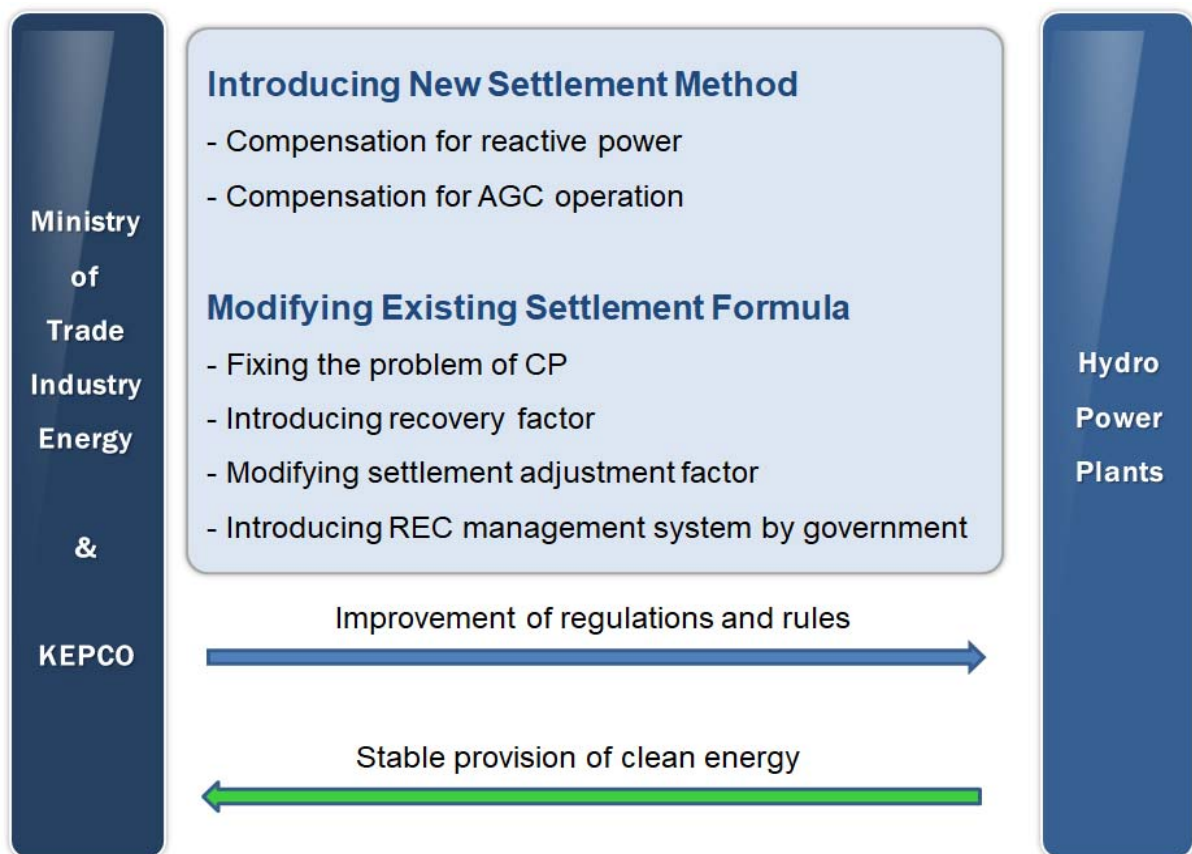 Ministry
of
Trade
Industry
Energy
&
KEPCO
Introducing New Settlement Method
- Compensation for reactive power
- Compensation for AGC operation
Modifying Existing Settlement Formula
- Fixing the problem of CP
- Introducing recovery factor
- Modifying settlement adjustment factor
- Introducing REC management system by government
Improvement of regulations and rules
Stable provision of clean energy
Hydro
Power
Plants